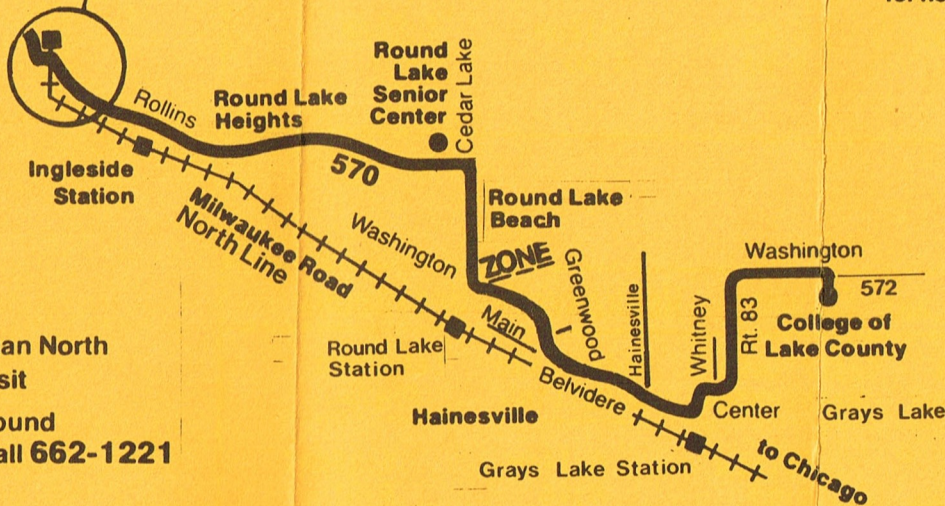 Round
Lake
Senior
Center
Cedar Lake
Rollins
Round Lake
Heights
570
Ingleside
Station
Milwaukee Road
North Line
Washington
Round Lake
Beach
ZONE
Greenwood
Hainesville
Whitney
Rt. 83
Washington
572
College of
Lake County
Main
Round Lake
Station
Belvidere
Hainesville
Center
Grays Lake
Grays Lake Station
to Chicago
an North
sit
ound
all 662-1221